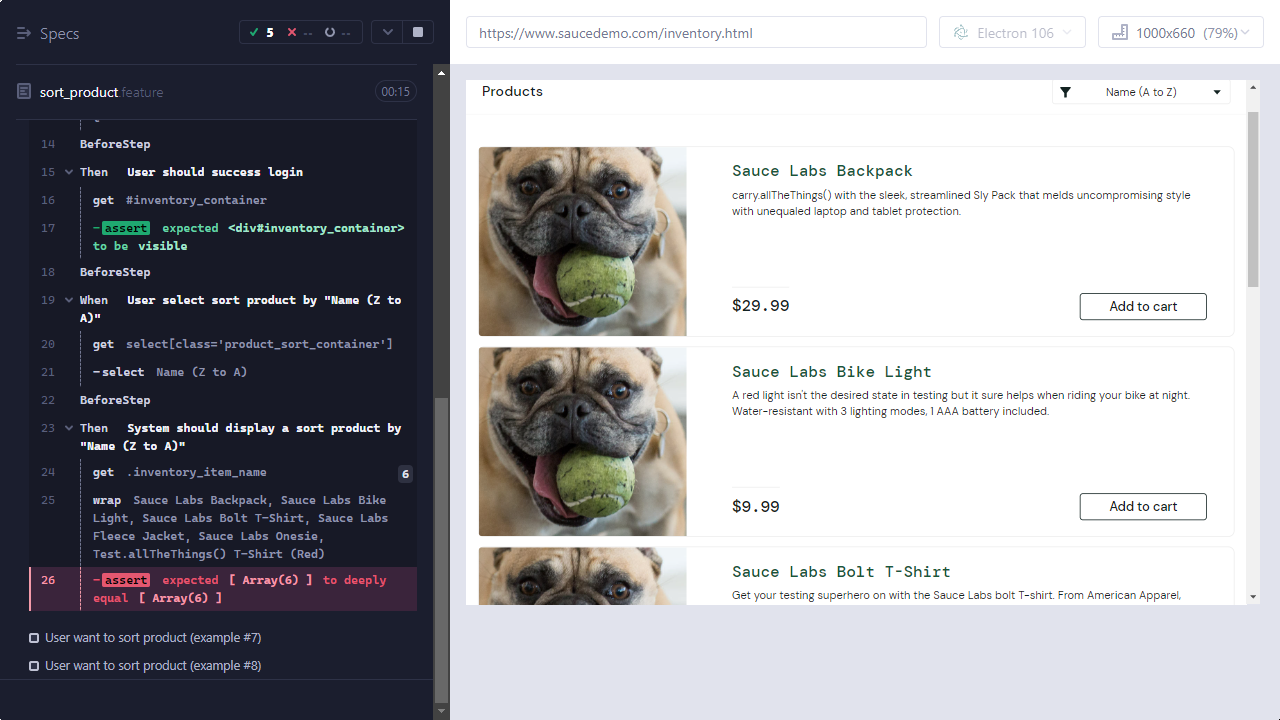 Specs
5
--
--
sort_product.feature
00:15
14 BeforeStep
15 Then User should success login
16 get #inventory_container
17 -assert expected <div#inventory_container>
to be visible
18 BeforeStep
19 When User select sort product by "Name (Z to
A)"
20 get select[class='product_sort_container']
21 -select Name (Z to A)
22 BeforeStep
23 Then System should display a sort product by
"Name (Z to A)"
24 get .inventory_item_name 6
25 wrap Sauce Labs Backpack, Sauce Labs Bike
Light, Sauce Labs Bolt T-Shirt, Sauce Labs
Fleece Jacket, Sauce Labs Onesie,
Test.allTheThings() T-Shirt (Red)
26 -assert expected [ Array(6) ] to deeply
equal [ Array(6) ]
User want to sort product (example #7)
User want to sort product (example #8)
https://www.saucedemo.com/inventory.html
Electron 106
1000x660 (79%)
Products
Name (A to Z)
Sauce Labs Backpack
carry.allTheThings() with the sleek, streamlined Sly Pack that melds uncompromising style
with unequaled laptop and tablet protection.
$29.99
Add to cart
Sauce Labs Bike Light
A red light isn't the desired state in testing but it sure helps when riding your bike at night.
Water-resistant with 3 lighting modes, 1 AAA battery included.
$9.99
Add to cart
Sauce Labs Bolt T-Shirt
Get your testing superhero on with the Sauce Labs bolt T-shirt. From American Apparel,